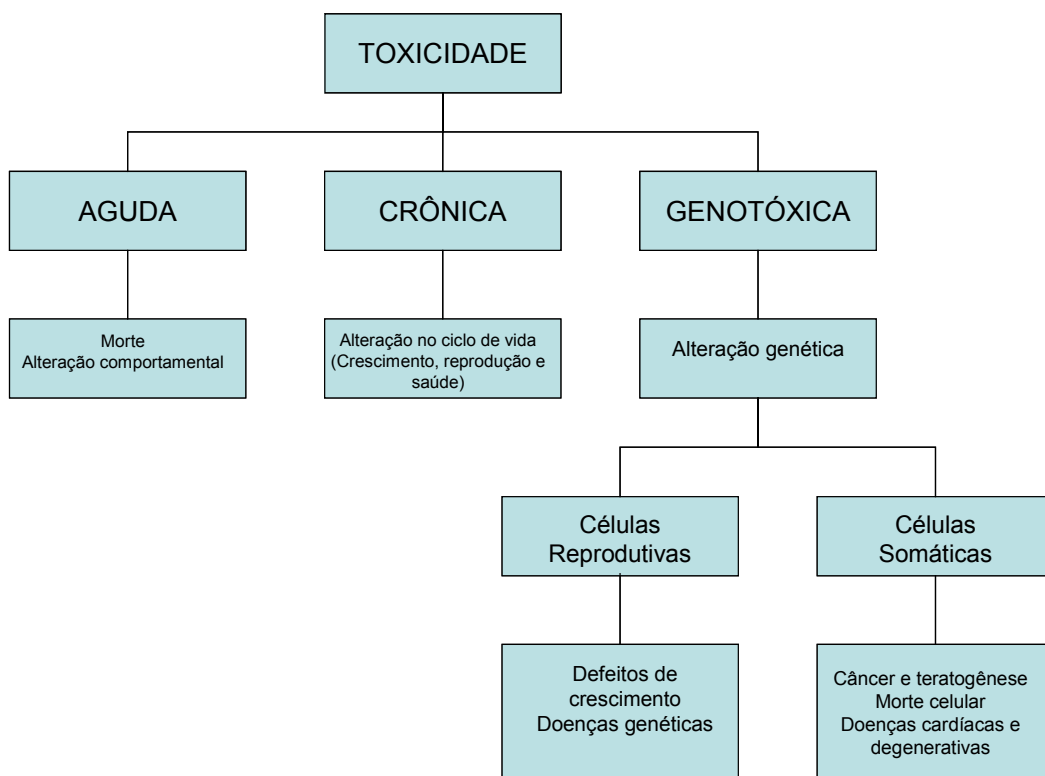 TOXICIDADE
AGUDA
CRÔNICA
GENOTÓXICA
Morte
Alteração comportamental
Alteração no ciclo de vida
(Crescimento, reprodução e
saúde)
Alteração genética
Células
Reprodutivas
Células
Somáticas
Defeitos de
crescimento
Doenças genéticas
Câncer e teratogênese
Morte celular
Doenças cardíacas e
degenerativas